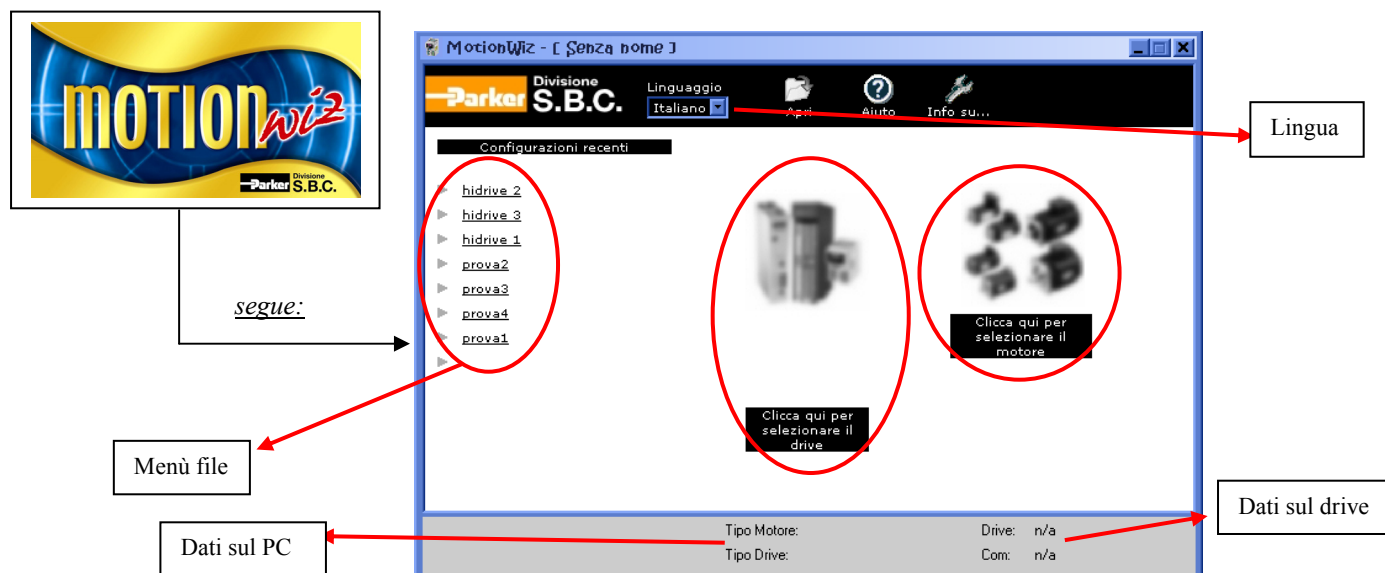 MOTION wiz
Parker Divisione S.B.C.
segue:
MotionWiz - [ Senza nome ]
Parker Divisione S.B.C.
Linguaggio
Italiano
Apri
Aiuto
Info su...
Lingua
Configurazioni recenti
hidrive 2
hidrive 3
hidrive 1
prova2
prova3
prova4
prova1
Clicca qui per
selezionare il
drive
Clicca qui per
selezionare il
motore
Menù file
Dati sul PC
Dati sul drive
Tipo Motore:
Drive: n/a
Tipo Drive:
Com: n/a